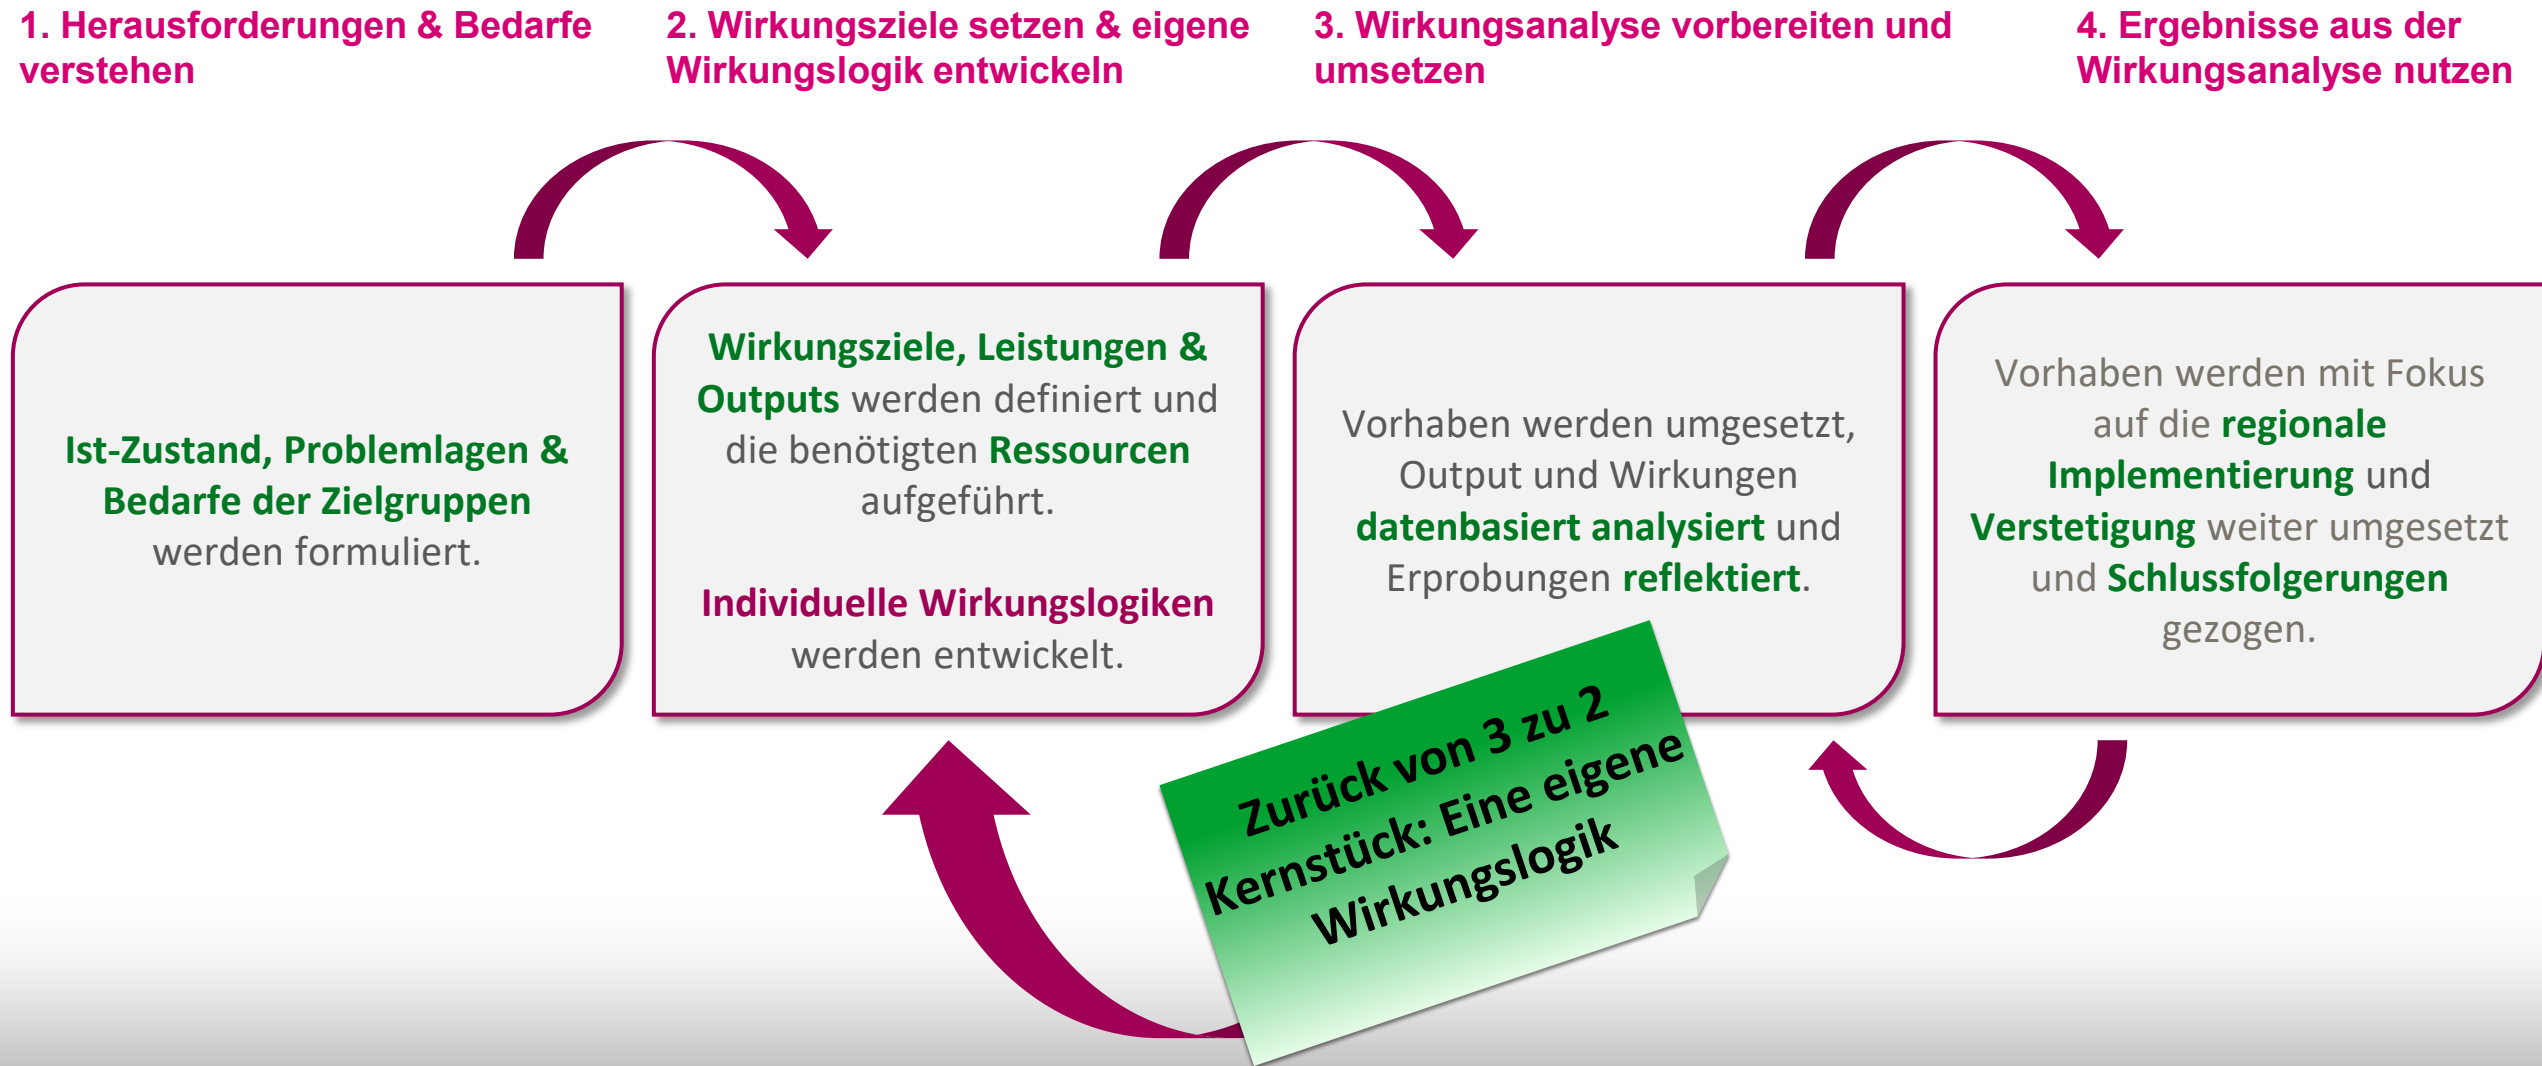 1. Herausforderungen & Bedarfe
verstehen
2. Wirkungsziele setzen & eigene
Wirkungslogik entwickeln
3. Wirkungsanalyse vorbereiten und
umsetzen
4. Ergebnisse aus der
Wirkungsanalyse nutzen
Ist-Zustand, Problemlagen &
Bedarfe der Zielgruppen
werden formuliert.
Wirkungsziele, Leistungen &
Outputs werden definiert und
die benötigten Ressourcen
aufgeführt.
Individuelle Wirkungslogiken
werden entwickelt.
Vorhaben werden umgesetzt,
Output und Wirkungen
datenbasiert analysiert und
Erprobungen reflektiert.
Vorhaben werden mit Fokus
auf die regionale
Implementierung und
Verstetigung weiter umgesetzt
und Schlussfolgerungen
gezogen.
Zurück von 3 zu 2
Kernstück: Eine eigene
Wirkungslogik